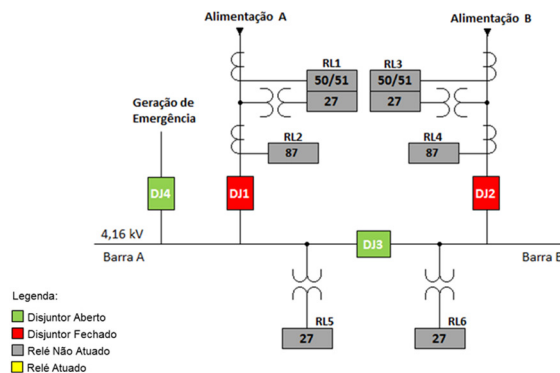 Alimentação A
Alimentação B
RL1
RL3
50/51
50/51
27
27
Geração de
Emergência
RL2
RL4
87
87
DJ4
DJ1
DJ2
4,16 kV
DJ3
Barra A
Barra B
Legenda:
Disjuntor Aberto
Disjuntor Fechado
Relé Não Atuado
Relé Atuado
RL5
RL6
27
27